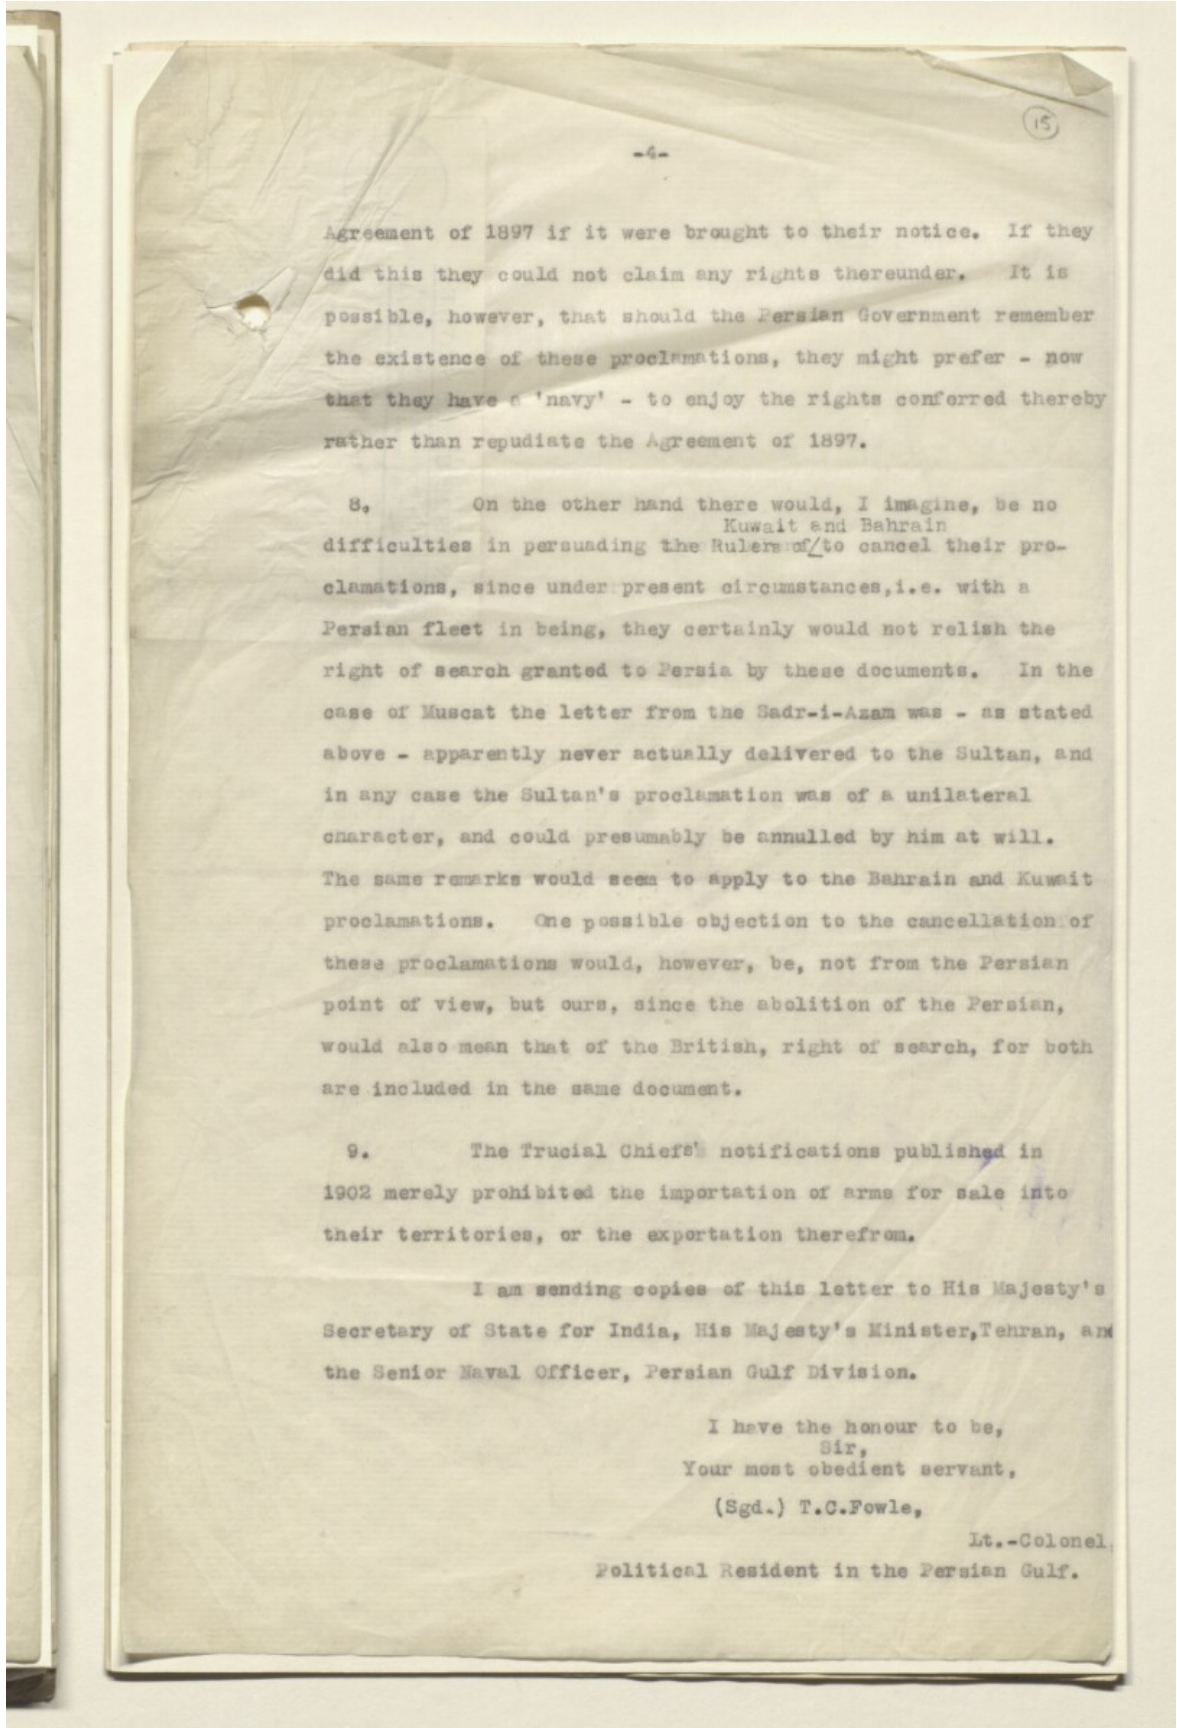 15
-4-
Agreement of 1897 if it were brought to their notice. If they
did this they could not claim any rights thereunder. It is
possible, however, that should the Persian Government remember
the existence of these proclamations, they might prefer - now
that they have a 'navy' - to enjoy the rights conferred thereby
rather than repudiate the Agreement of 1897.
8. On the other hand there would, I imagine, be no
Kuwait and Bahrain
difficulties in persuading the Rulers of/to cancel their pro-
clamations, since under present circumstances,i.e. with a
Persian fleet in being, they certainly would not relish the
right of search granted to Persia by these documents. In the
case of Muscat the letter from the Sadr-i-Azam was - as stated
above - apparently never actually delivered to the Sultan, and
in any case the Sultan's proclamation was of a unilateral
character, and could presumably be annulled by him at will.
The same remarks would seem to apply to the Bahrain and Kuwait
proclamations. One possible objection to the cancellation of
these proclamations would, however, be, not from the Persian
point of view, but ours, since the abolition of the Persian,
would also mean that of the British, right of search, for both
are included in the same document.
9. The Trucial Chiefs' notifications published in
1902 merely prohibited the importation of arms for sale into
their territories, or the exportation therefrom.
I am sending copies of this letter to His Majesty's
Secretary of State for India, His Majesty's Minister,Tehran, and
the Senior Naval Officer, Persian Gulf Division.
I have the honour to be,
Sir,
Your most obedient servant,
(Sgd.) T.C.Fowle,
Lt.-Colonel,
Political Resident in the Persian Gulf.